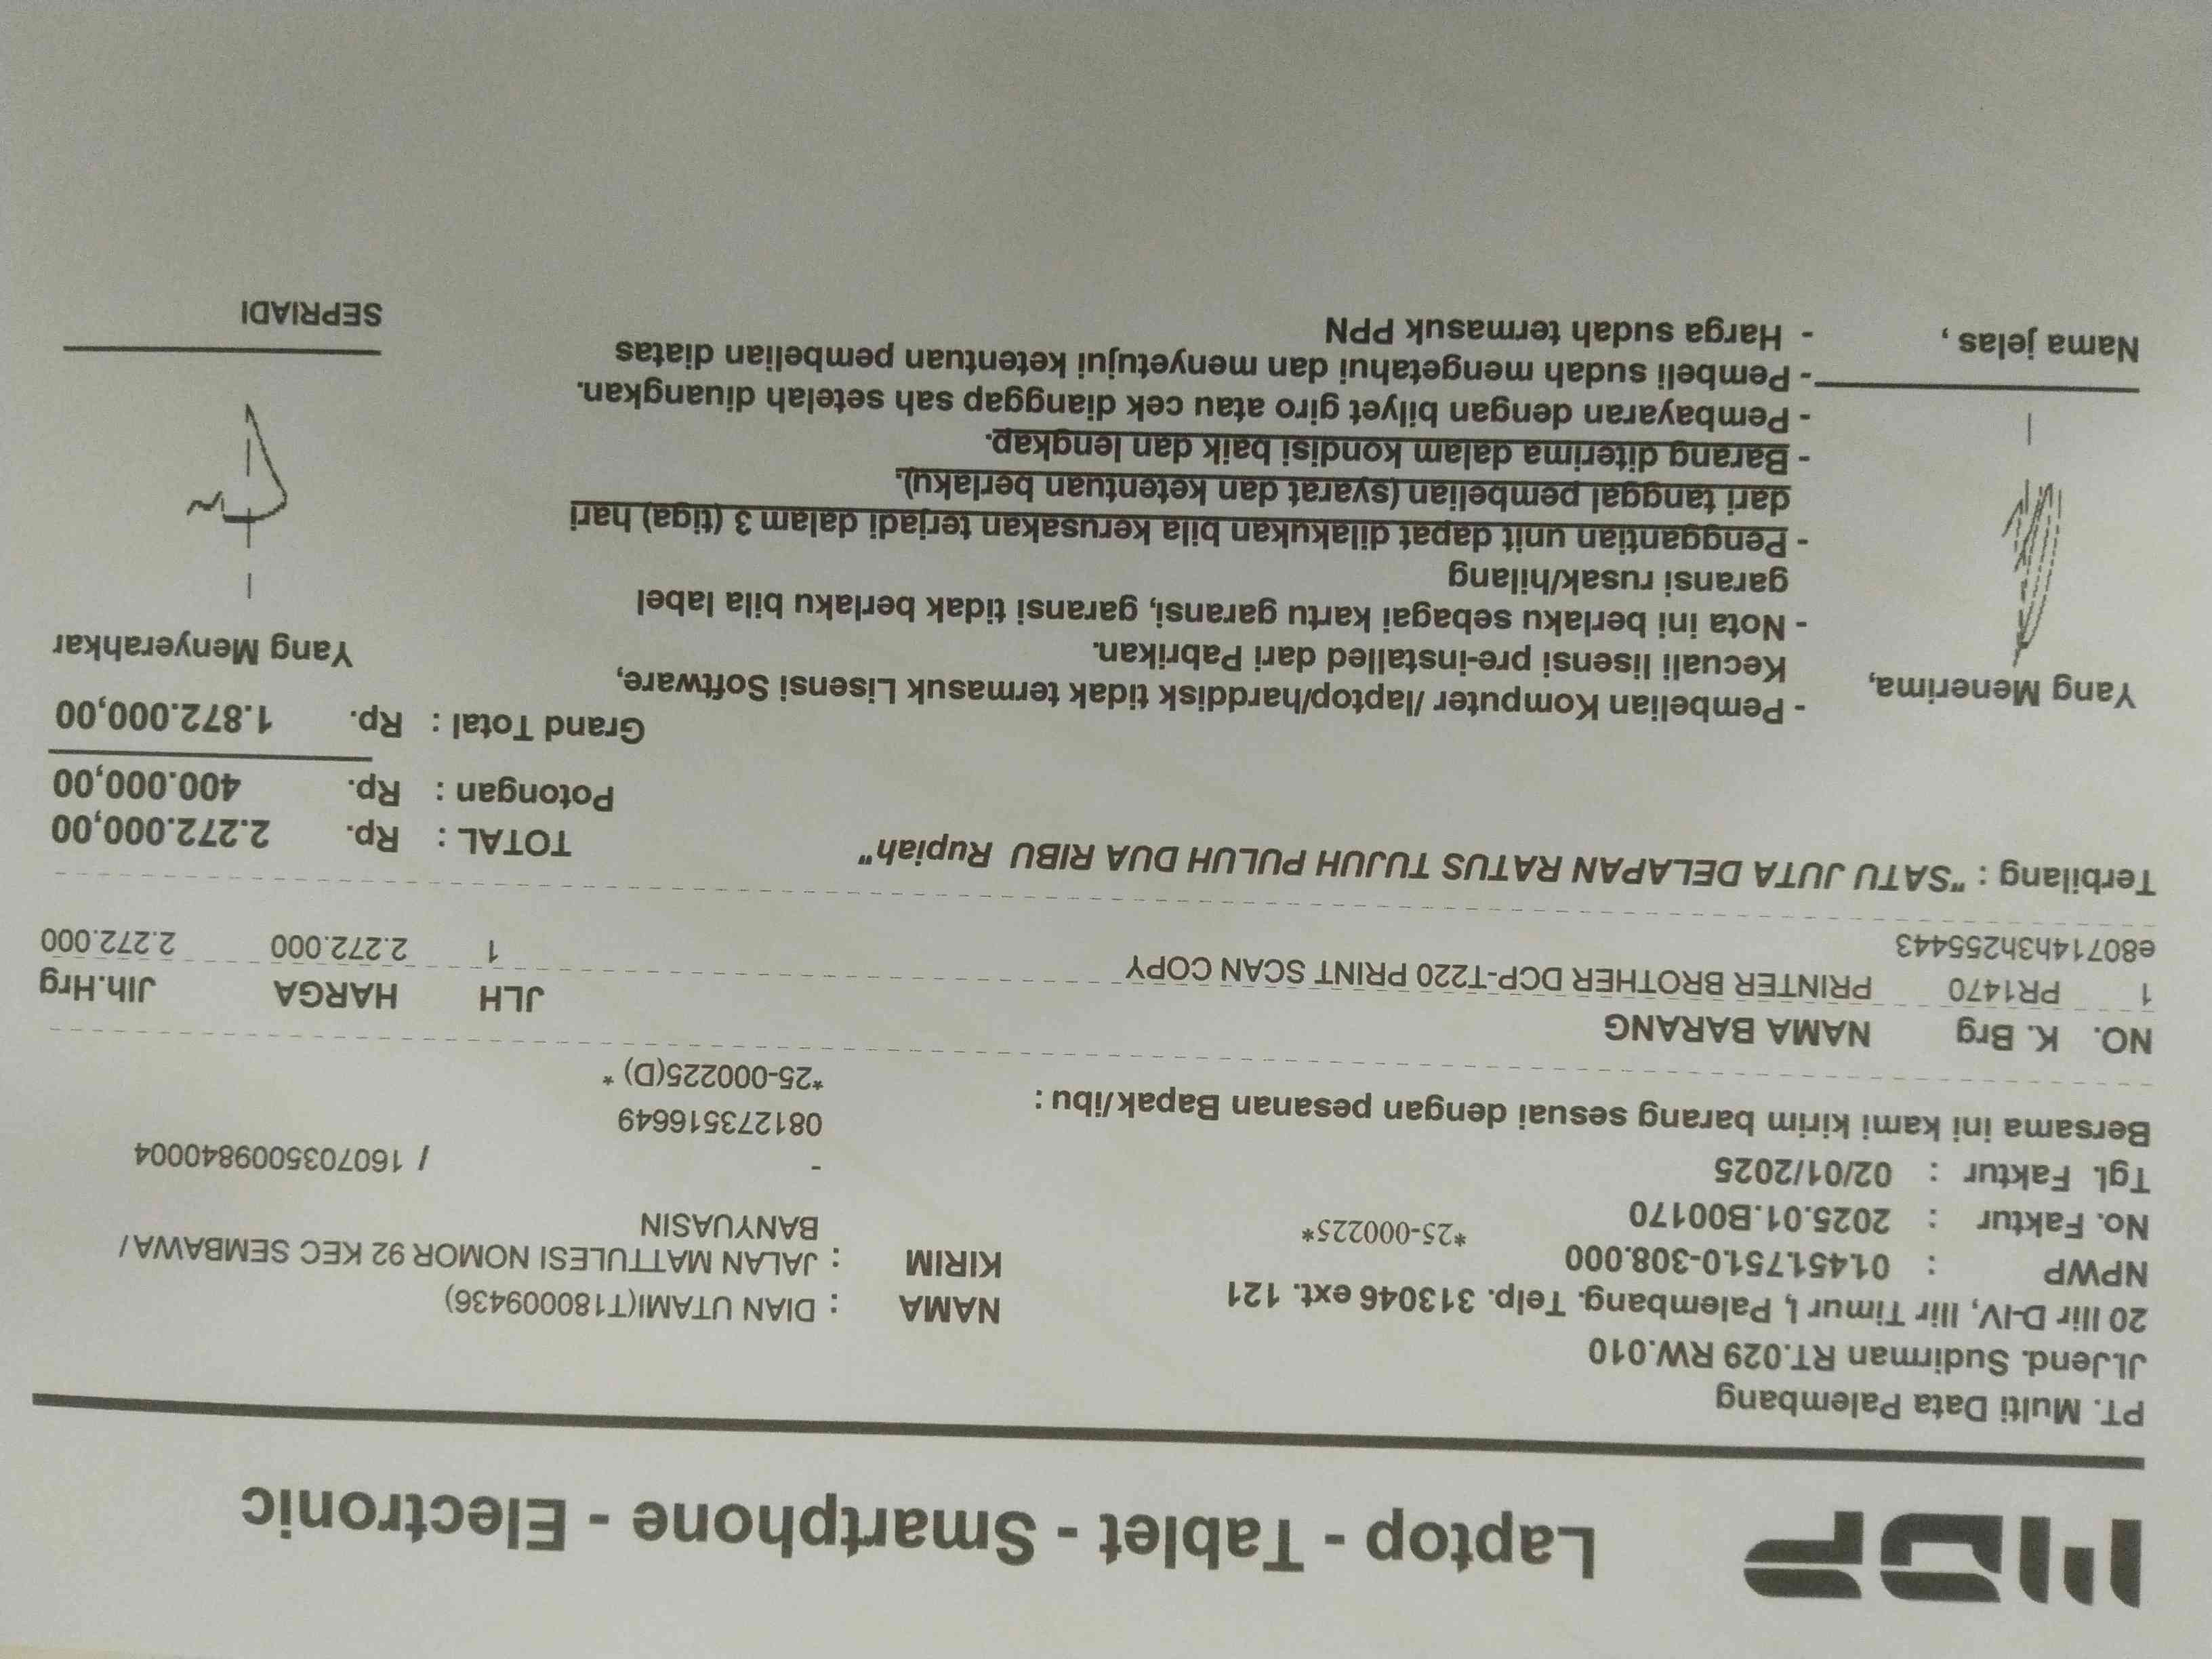 MDP
Laptop - Tablet - Smartphone - Electronic
PT. Multi Data Palembang
Jl.Jend. Sudirman RT.029 RW.010
20 Ilir D-IV, Ilir Timur I, Palembang. Telp. 313046 ext. 121
NPWP : 01.451.751.0-308.000
*25-000225*
No. Faktur : 2025.01.B00170
Tgl. Faktur : 02/01/2025
NAMA : DIAN UTAMI(T180009436)
KIRIM : JALAN MATTULESI NOMOR 92 KEC SEMBAWA /
BANYUASIN
- / 1607035009840004
081273516649
*25-000225(D) *
Bersama ini kami kirim barang sesuai dengan pesanan Bapak/ibu :
NO. K. Brg NAMA BARANG JLH HARGA Jlh.Hrg
1 PR1470 PRINTER BROTHER DCP-T220 PRINT SCAN COPY 1 2.272.000 2.272.000
e80714h3h255443
Terbilang : "SATU JUTA DELAPAN RATUS TUJUH PULUH DUA RIBU Rupiah"
TOTAL : Rp. 2.272.000,00
Potongan : Rp. 400.000,00
Grand Total : Rp. 1.872.000,00
Yang Menerima,
- Pembelian Komputer /laptop/harddisk tidak termasuk Lisensi Software,
Kecuali lisensi pre-installed dari Pabrikan.
- Nota ini berlaku sebagai kartu garansi, garansi tidak berlaku bila label
garansi rusak/hilang
- Penggantian unit dapat dilakukan bila kerusakan terjadi dalam 3 (tiga) hari
dari tanggal pembelian (syarat dan ketentuan berlaku).
- Barang diterima dalam kondisi baik dan lengkap.
- Pembayaran dengan bilyet giro atau cek dianggap sah setelah diuangkan.
- Pembeli sudah mengetahui dan menyetujui ketentuan pembelian diatas
- Harga sudah termasuk PPN
Nama jelas ,
Yang Menyerahkar
SEPRIADI